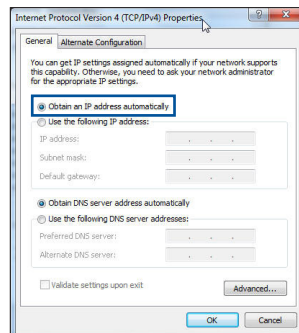 Internet Protocol Version 4 (TCP/IPv4) Properties
General
Alternate Configuration
You can get IP settings assigned automatically if your network supports
this capability. Otherwise, you need to ask your network administrator
for the appropriate IP settings.
Obtain an IP address automatically
Use the following IP address:
IP address:
Subnet mask:
Default gateway:
Obtain DNS server address automatically
Use the following DNS server addresses:
Preferred DNS server:
Alternate DNS server:
Validate settings upon exit
Advanced...
OK
Cancel